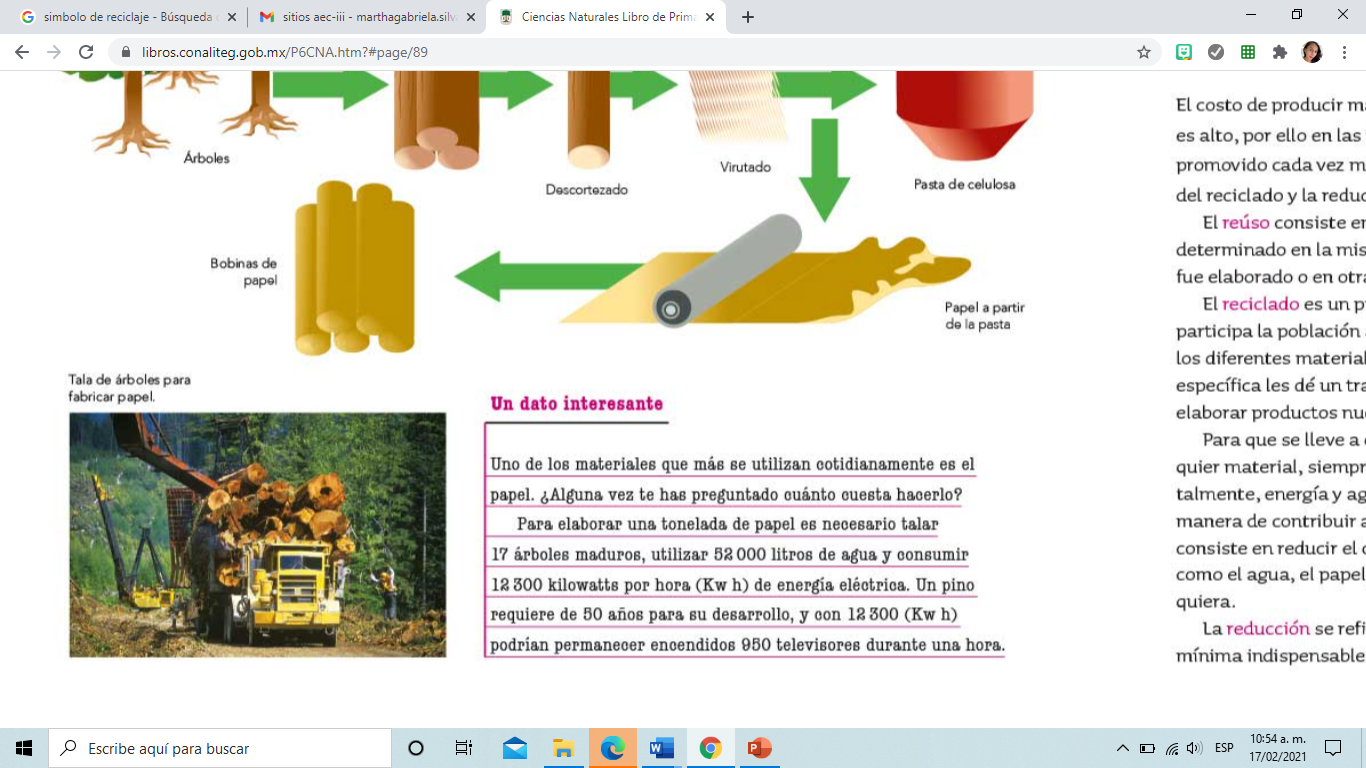 simbolo de reciclaje - Búsqueda
sitios aec-iii - marthagabriela.silv
Ciencias Naturales Libro de Prima
libros.conaliteg.gob.mx/P6CNA.htm?#page/89
Árboles
Descortezado
Virutado
Pasta de celulosa
Bobinas de
papel
Papel a partir
de la pasta
Tala de árboles para
fabricar papel.
Un dato interesante
Uno de los materiales que más se utilizan cotidianamente es el
papel. ¿Alguna vez te has preguntado cuánto cuesta hacerlo?
Para elaborar una tonelada de papel es necesario talar
17 árboles maduros, utilizar 52 000 litros de agua y consumir
12 300 kilowatts por hora (Kw h) de energía eléctrica. Un pino
requiere de 50 años para su desarrollo, y con 12 300 (Kw h)
podrían permanecer encendidos 950 televisores durante una hora.
El costo de producir ma
es alto, por ello en las
promovido cada vez m
del reciclado y la reduc
El reúso consiste en
determinado en la mis
fue elaborado o en otra
El reciclado es un p
participa la población
los diferentes material
específica les dé un tra
elaborar productos nue
Para que se lleve a
quier material, siempr
talmente, energía y ag
manera de contribuir a
consiste en reducir el
como el agua, el papel
quiera.
La reducción se refi
mínima indispensable
Escribe aquí para buscar
ESP
10:54 a. m.
17/02/2021